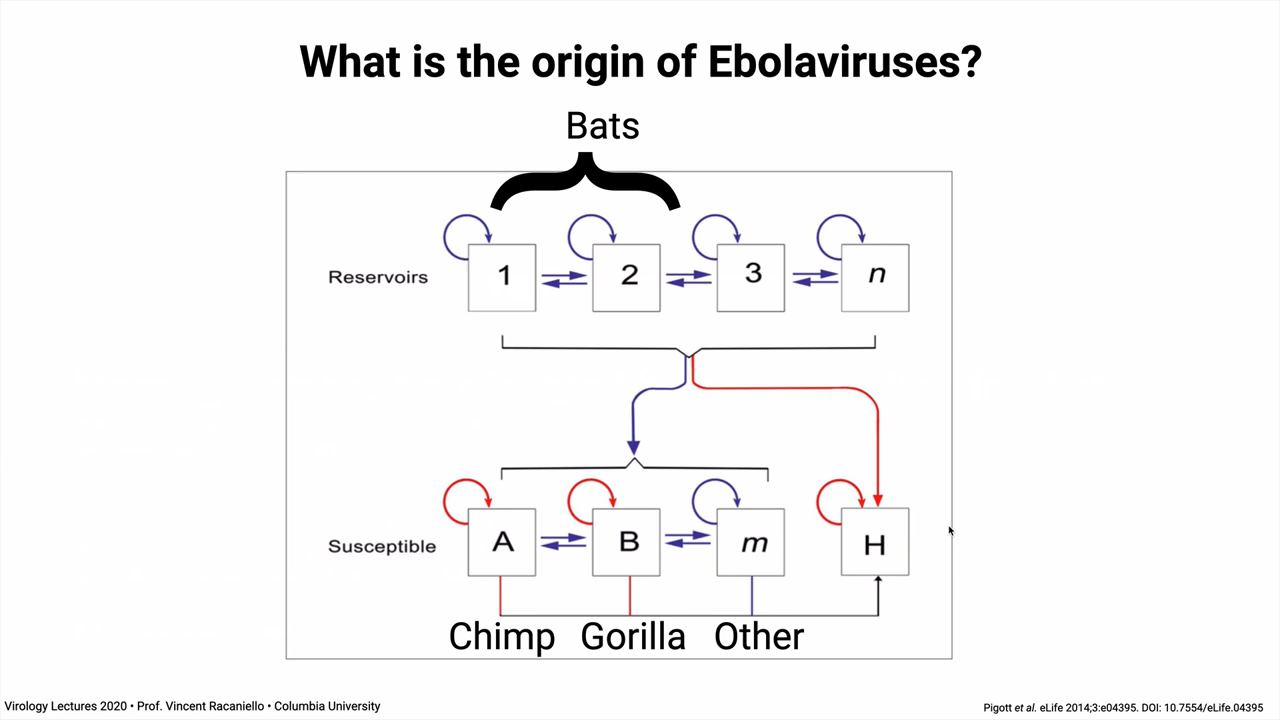 What is the origin of Ebolaviruses?
Bats
Reservoirs 1 2 3 n
Susceptible A B m H
Chimp Gorilla Other
Virology Lectures 2020 • Prof. Vincent Racaniello • Columbia University
Pigott et al. eLife 2014;3:e04395. DOI: 10.7554/eLife.04395